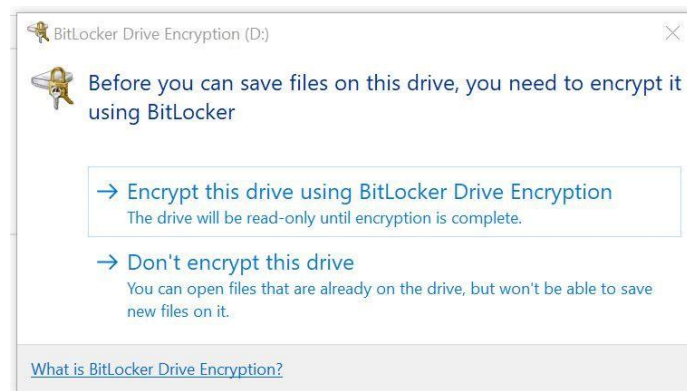 BitLocker Drive Encryption (D:)
Before you can save files on this drive, you need to encrypt it
using BitLocker
→ Encrypt this drive using BitLocker Drive Encryption
The drive will be read-only until encryption is complete.
→ Don't encrypt this drive
You can open files that are already on the drive, but won't be able to save
new files on it.
What is BitLocker Drive Encryption?